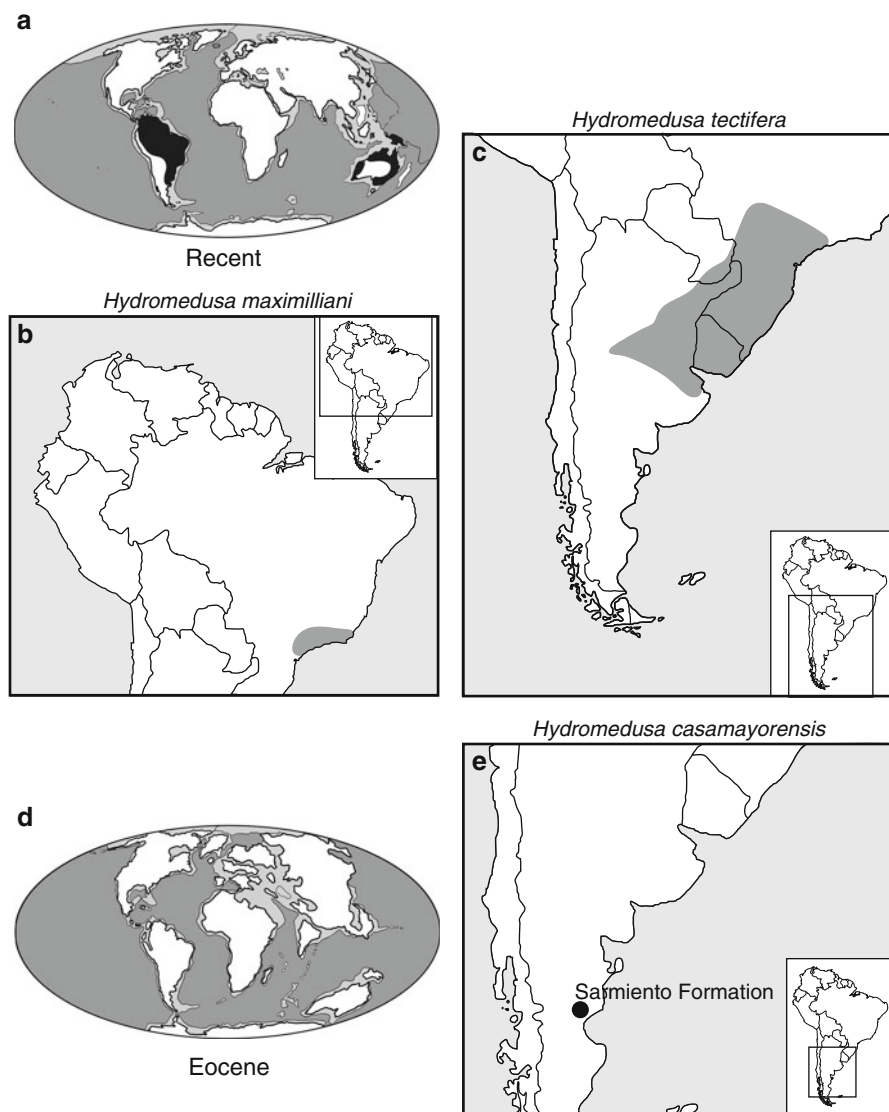 a
Recent
Hydromedusa maximilliani
b
Hydromedusa tectifera
c
d
Eocene
Hydromedusa casamayorensis
e
Sarmiento Formation